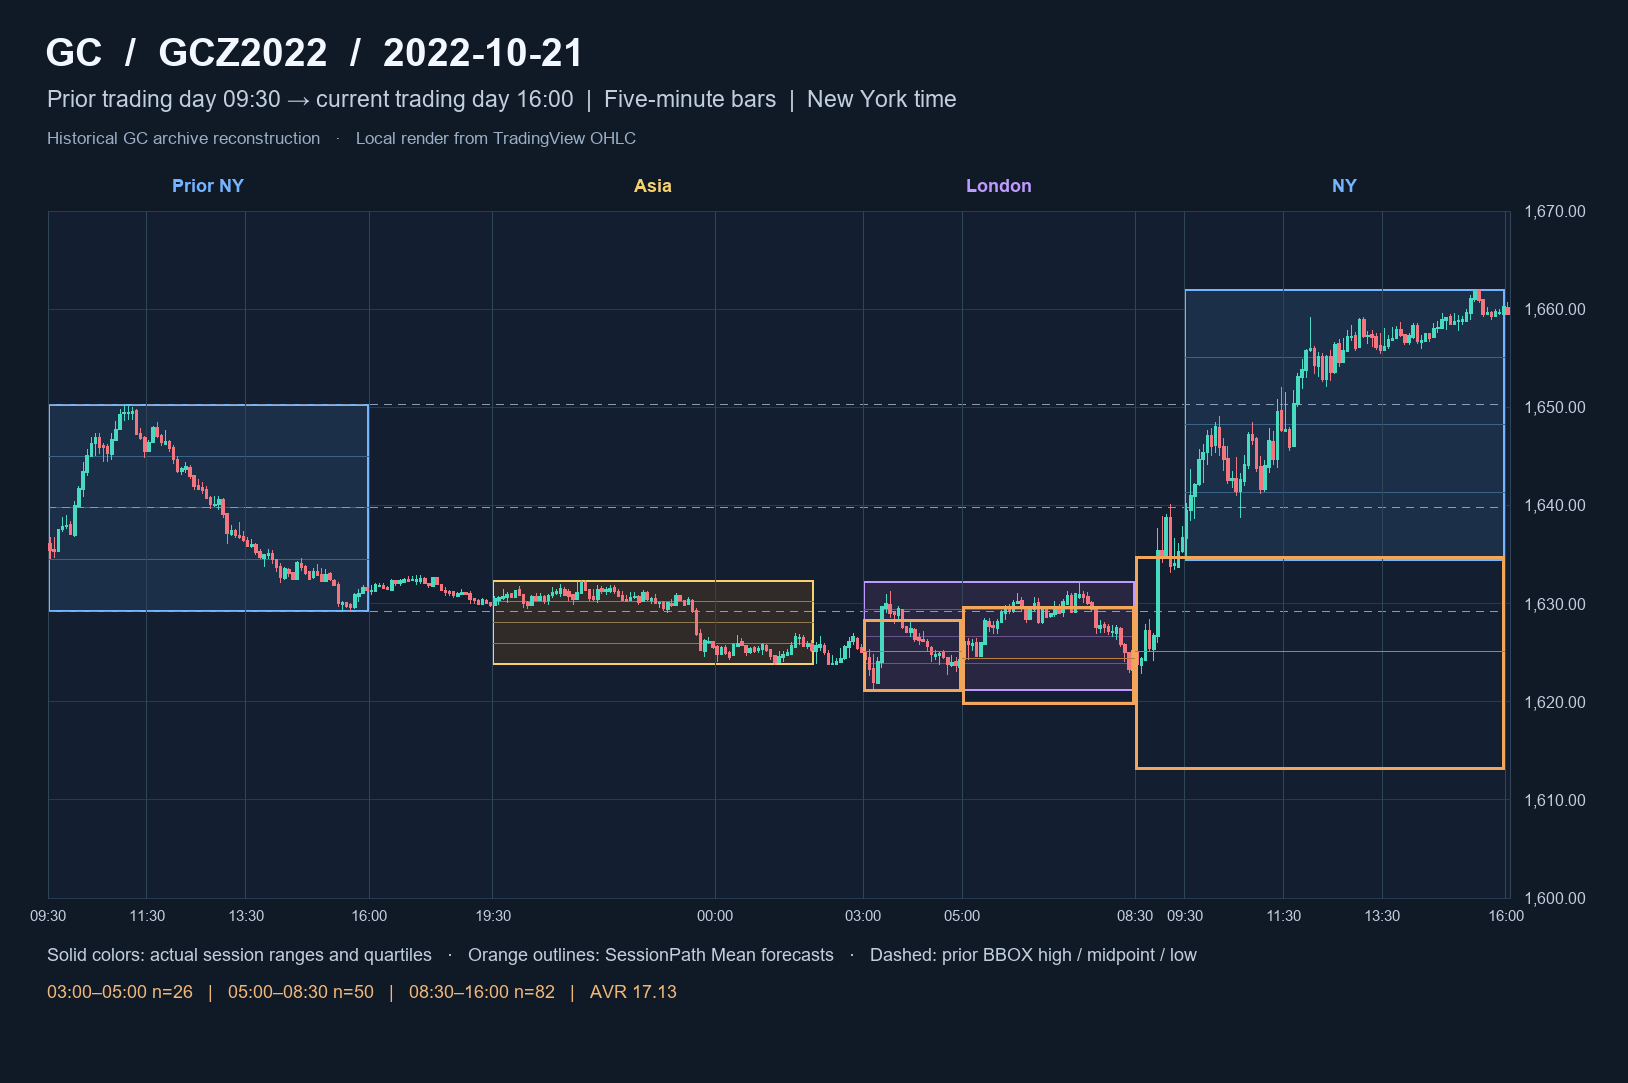 GC / GCZ2022 / 2022-10-21
Prior trading day 09:30 → current trading day 16:00 | Five-minute bars | New York time
Historical GC archive reconstruction · Local render from TradingView OHLC
Prior NY Asia London NY
1,670.00
1,660.00
1,650.00
1,640.00
1,630.00
1,620.00
1,610.00
1,600.00
09:30 11:30 13:30 16:00 19:30 00:00 03:00 05:00 08:30 09:30 11:30 13:30 16:00
Solid colors: actual session ranges and quartiles · Orange outlines: SessionPath Mean forecasts · Dashed: prior BBOX high / midpoint / low
03:00–05:00 n=26 | 05:00–08:30 n=50 | 08:30–16:00 n=82 | AVR 17.13